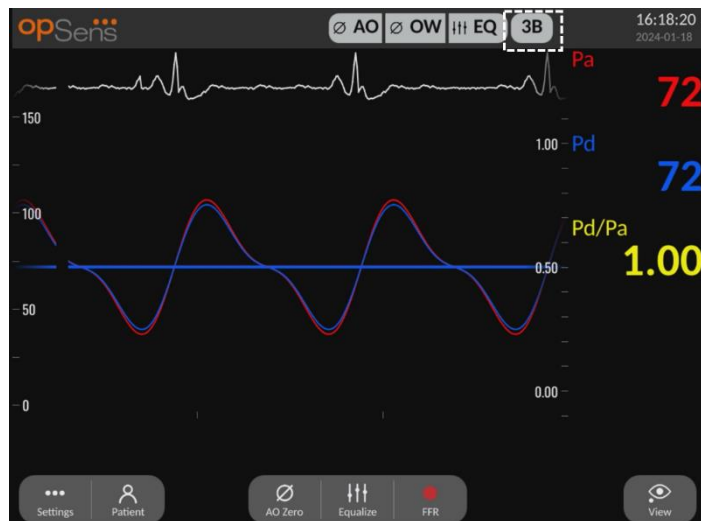 opSens
Ø AO Ø OW EQ 3B
16:18:20
2024-01-18
Pa
72
150
1.00
Pd
72
100
Pd/Pa
1.00
0.50
50
0.00
0
Settings Patient
AO Zero Equalize FFR
View